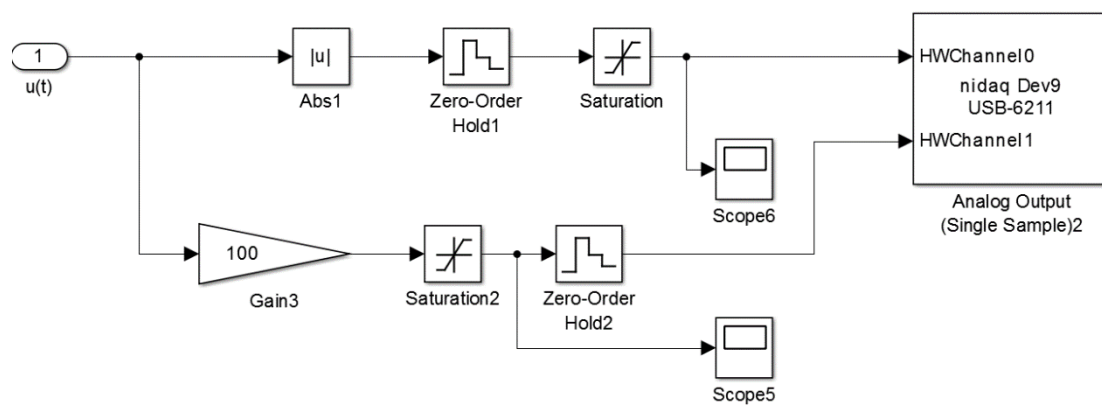 1
u(t)
|u|
Abs1
Zero-Order
Hold1
Saturation
HWChannel0
nidaq Dev9
USB-6211
HWChannel1
Analog Output
(Single Sample)2
Scope6
100
Gain3
Saturation2
Zero-Order
Hold2
Scope5